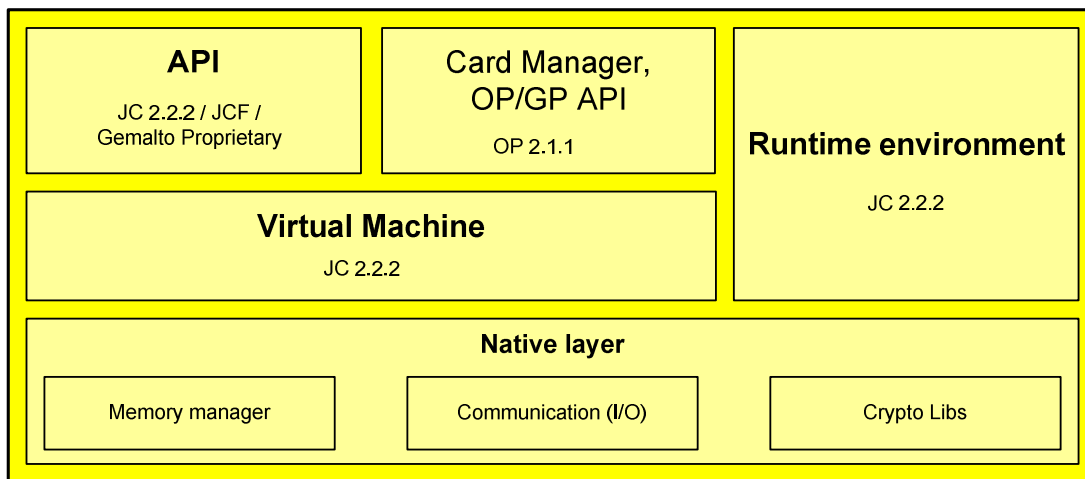 API
JC 2.2.2 / JCF /
Gemalto Proprietary
Card Manager,
OP/GP API
OP 2.1.1
Runtime environment
JC 2.2.2
Virtual Machine
JC 2.2.2
Native layer
Memory manager
Communication (I/O)
Crypto Libs